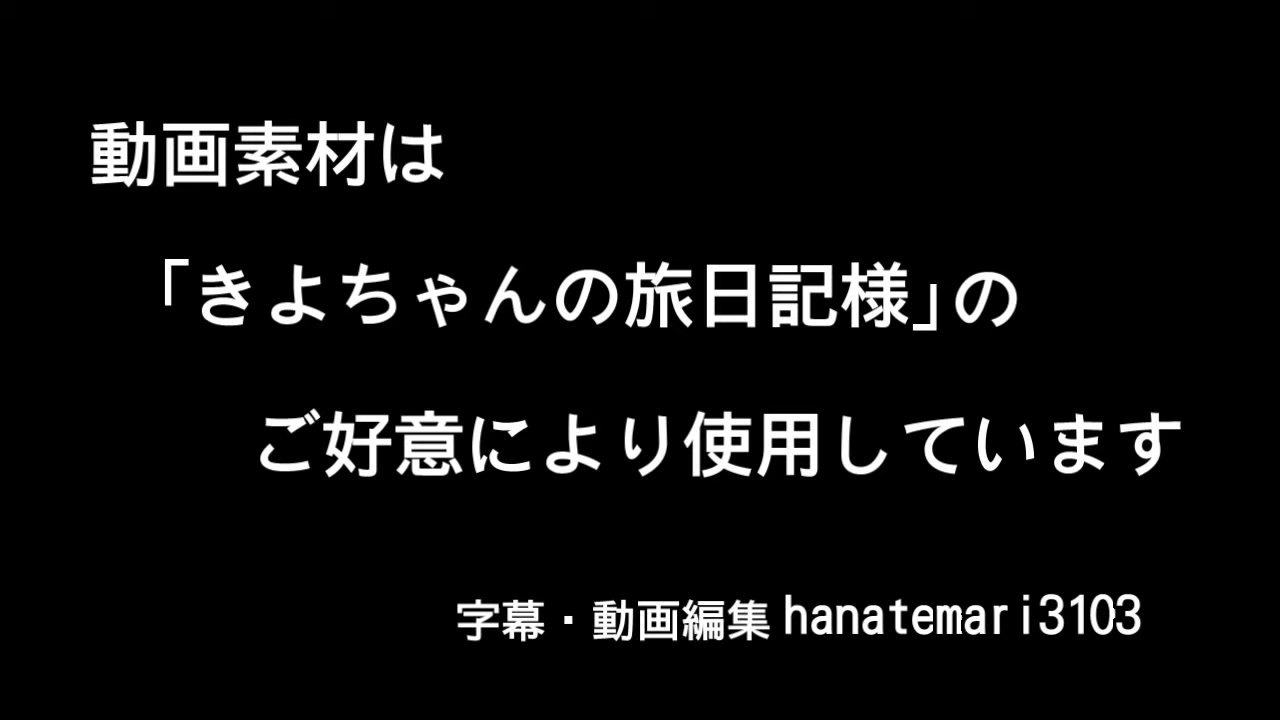 動画素材は
「きよちゃんの旅日記様」の
ご好意により使用しています
字幕・動画編集 hanatemari3103